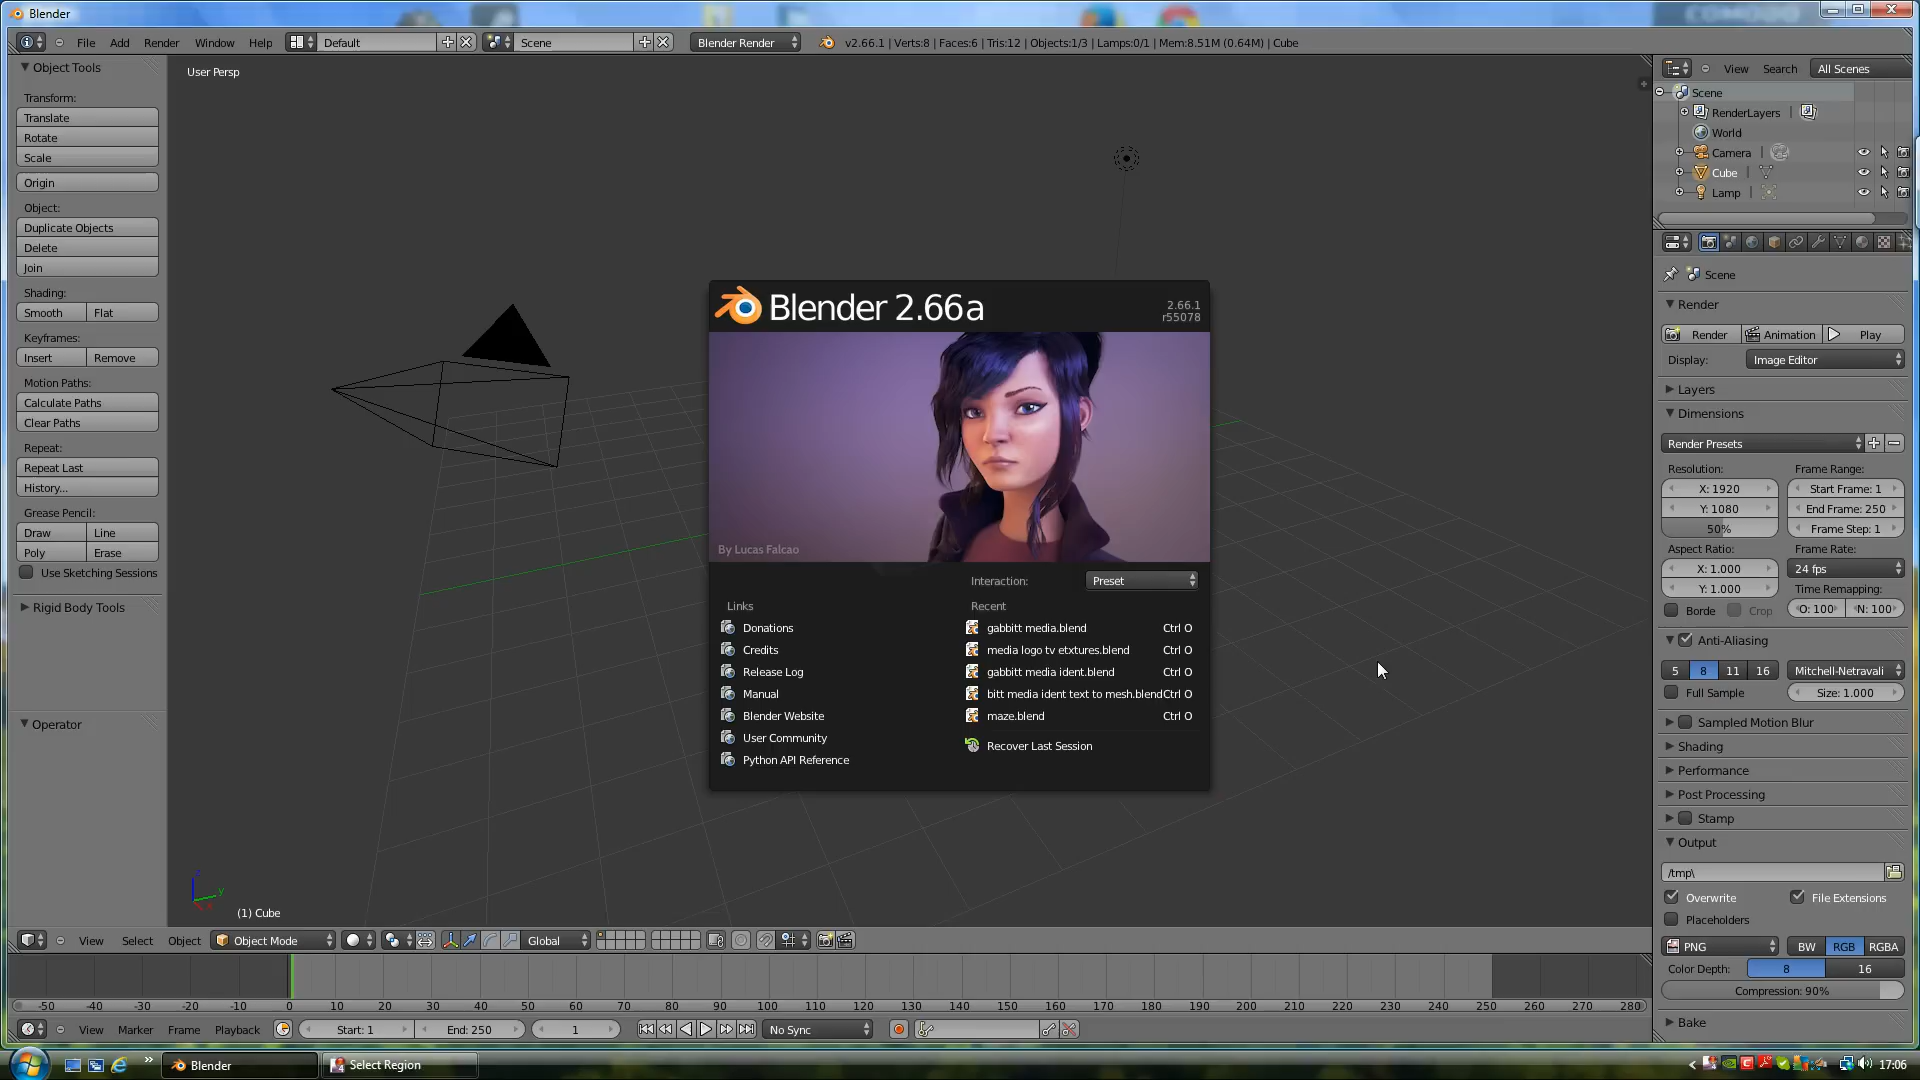 Blender
COMODO
File Add Render Window Help Default Scene Blender Render v2.66.1 | Verts:8 | Faces:6 | Tris:12 | Objects:1/3 | Lamps:0/1 | Mem:8.51M (0.64M) | Cube
Object Tools
Transform:
Translate
Rotate
Scale
Origin
Object:
Duplicate Objects
Delete
Join
Shading:
Smooth Flat
Keyframes:
Insert Remove
Motion Paths:
Calculate Paths
Clear Paths
Repeat:
Repeat Last
History...
Grease Pencil:
Draw Line
Poly Erase
Use Sketching Sessions
Rigid Body Tools
Operator
User Persp
Blender 2.66a
2.66.1
r55078
By Lucas Falcao
Interaction: Preset
Links
Donations
Credits
Release Log
Manual
Blender Website
User Community
Python API Reference
Recent
gabbitt media.blend Ctrl O
media logo tv etxtures.blend Ctrl O
gabbitt media ident.blend Ctrl O
bitt media ident text to mesh.blend Ctrl O
maze.blend Ctrl O
Recover Last Session
z
y
(1) Cube
View Search All Scenes
Scene
RenderLayers |
World
Camera |
Cube |
Lamp |
Scene
Render
Render Animation Play
Display: Image Editor
Layers
Dimensions
Render Presets
Resolution: Frame Range:
X: 1920 Start Frame: 1
Y: 1080 End Frame: 250
50% Frame Step: 1
Aspect Ratio: Frame Rate:
X: 1.000 24 fps
Y: 1.000 Time Remapping:
Borde Crop O: 100 N: 100
Anti-Aliasing
5 8 11 16 Mitchell-Netravali
Full Sample Size: 1.000
Sampled Motion Blur
Shading
Performance
Post Processing
Stamp
Output
/tmp\
Overwrite File Extensions
Placeholders
PNG BW RGB RGBA
Color Depth: 8 16
Compression: 90%
Bake
View Select Object Object Mode Global
-50 -40 -30 -20 -10 0 10 20 30 40 50 60 70 80 90 100 110 120 130 140 150 160 170 180 190 200 210 220 230 240 250 260 270 280
View Marker Frame Playback Start: 1 End: 250 1 No Sync
Blender Select Region 17:06